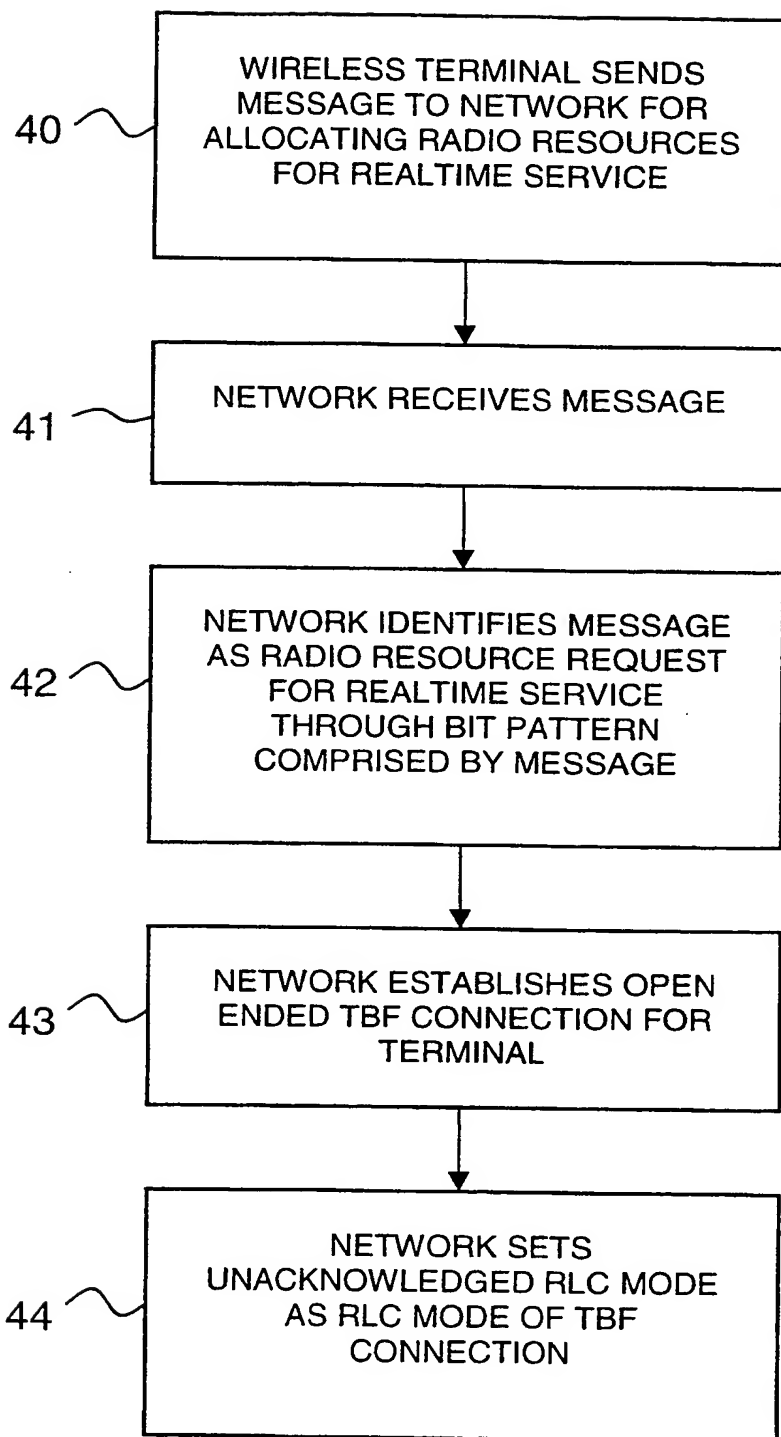 40
WIRELESS TERMINAL SENDS
MESSAGE TO NETWORK FOR
ALLOCATING RADIO RESOURCES
FOR REALTIME SERVICE
41
NETWORK RECEIVES MESSAGE
42
NETWORK IDENTIFIES MESSAGE
AS RADIO RESOURCE REQUEST
FOR REALTIME SERVICE
THROUGH BIT PATTERN
COMPRISED BY MESSAGE
43
NETWORK ESTABLISHES OPEN
ENDED TBF CONNECTION FOR
TERMINAL
44
NETWORK SETS
UNACKNOWLEDGED RLC MODE
AS RLC MODE OF TBF
CONNECTION